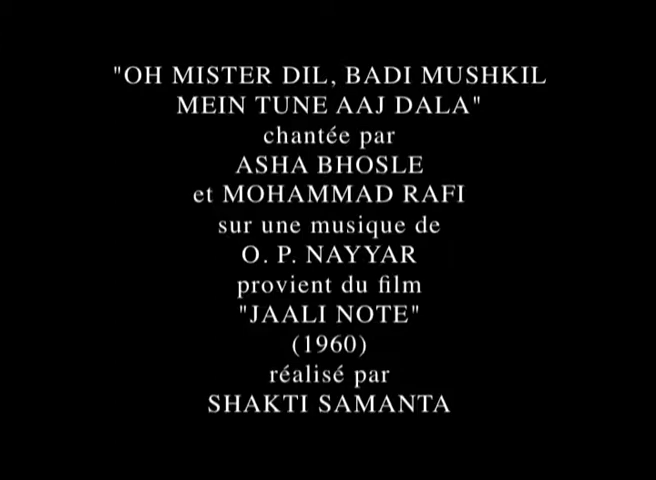 "OH MISTER DIL, BADI MUSHKIL
MEIN TUNE AAJ DALA"
chantée par
ASHA BHOSLE
et MOHAMMAD RAFI
sur une musique de
O. P. NAYYAR
provient du film
"JAALI NOTE"
(1960)
réalisé par
SHAKTI SAMANTA